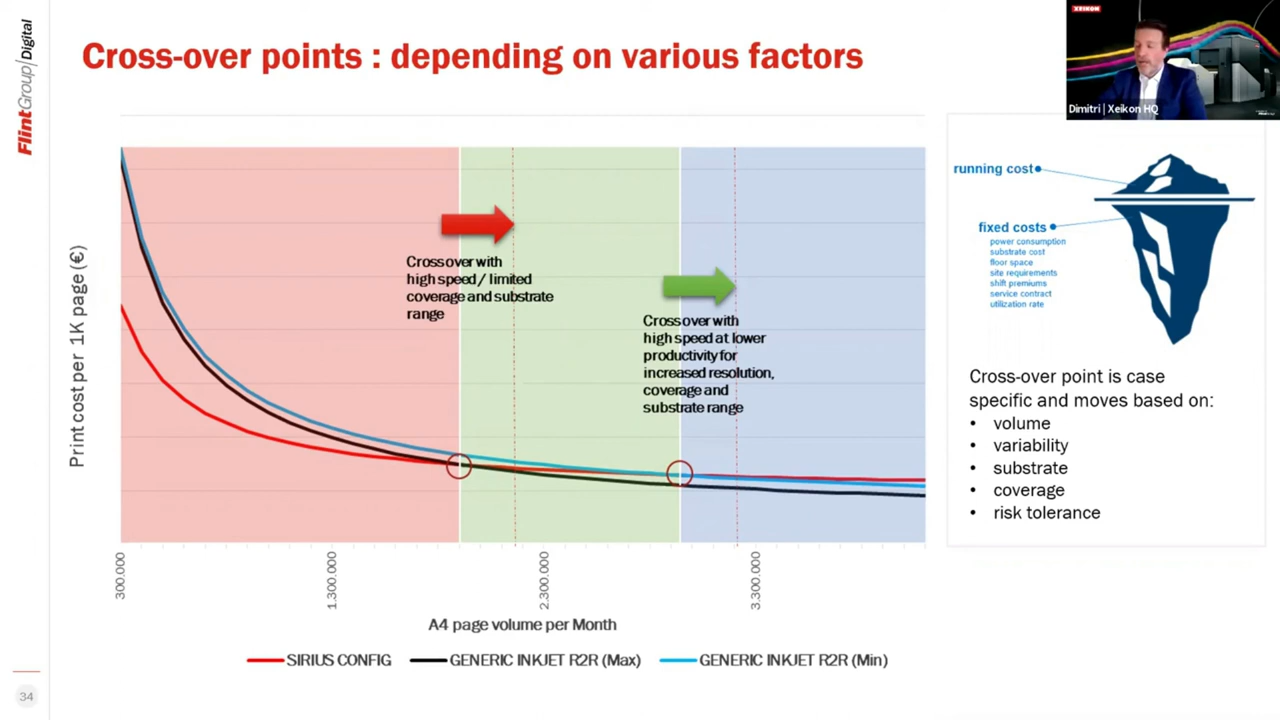 FlintGroup|Digital
Cross-over points : depending on various factors
XEIKON
Dimitri | Xeikon HQ
Print cost per 1K page (€)
Crossover with
high speed / limited
coverage and substrate
range
Crossover with
high speed at lower
productivity for
increased resolution,
coverage and
substrate range
300.000
1.300.000
2.300.000
3.300.000
A4 page volume per Month
SIRIUS CONFIG
GENERIC INKJET R2R (Max)
GENERIC INKJET R2R (Min)
running cost
fixed costs
power consumption
substrate cost
floor space
site requirements
shift premiums
service contract
utilization rate
Cross-over point is case
specific and moves based on:
• volume
• variability
• substrate
• coverage
• risk tolerance
34